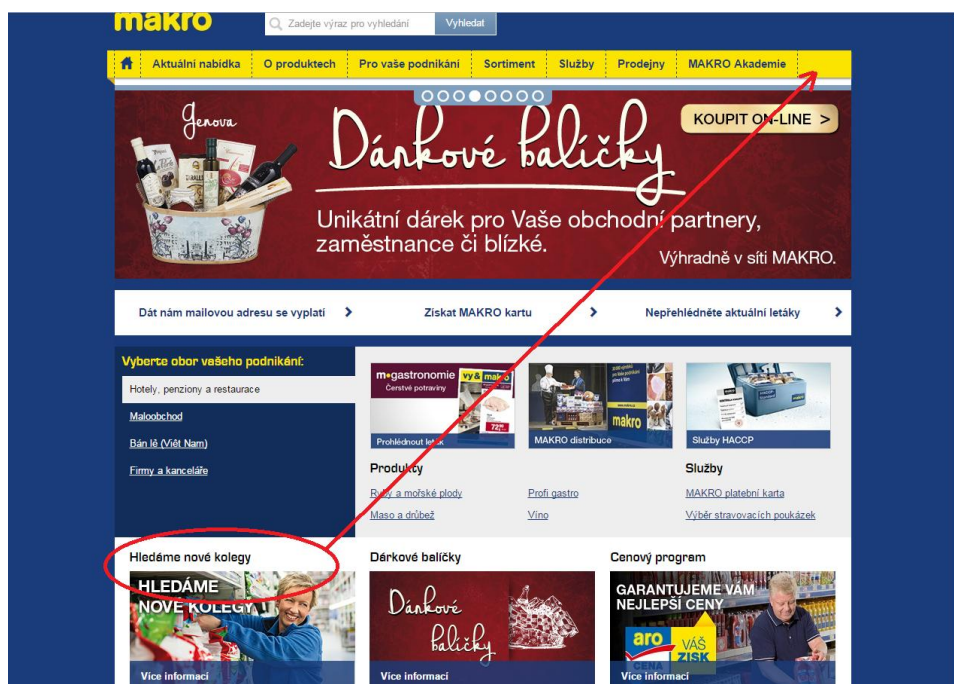 makro
Zadejte výraz pro vyhledání
Vyhledat
Aktuální nabídka
O produktech
Pro vaše podnikání
Sortiment
Služby
Prodejny
MAKRO Akademie
Genova
Dárkové balíčky
KOUPIT ON-LINE >
Unikátní dárek pro Vaše obchodní partnery,
zaměstnance či blízké.
Výhradně v síti MAKRO.
Dát nám mailovou adresu se vyplatí
Získat MAKRO kartu
Nepřehlédněte aktuální letáky
Vyberte obor vašeho podnikání:
Hotely, penziony a restaurace
Maloobchod
Bán lẻ (Việt Nam)
Firmy a kanceláře
m•gastronomie
Čerstvé potraviny
vy & makro
Prohlédnout leták
makro
MAKRO distribuce
Služby HACCP
Produkty
Ryby a mořské plody
Maso a drůbež
Profi gastro
Víno
Služby
MAKRO platební karta
Výběr stravovacích poukázek
Hledáme nové kolegy
HLEDÁME
NOVÉ KOLEGY
Více informací
Dárkové balíčky
Dárkové
balíčky
Více informací
Cenový program
GARANTUJEME VÁM
NEJLEPŠÍ CENY
aro
CENA
VÁŠ
ZISK
Více informací